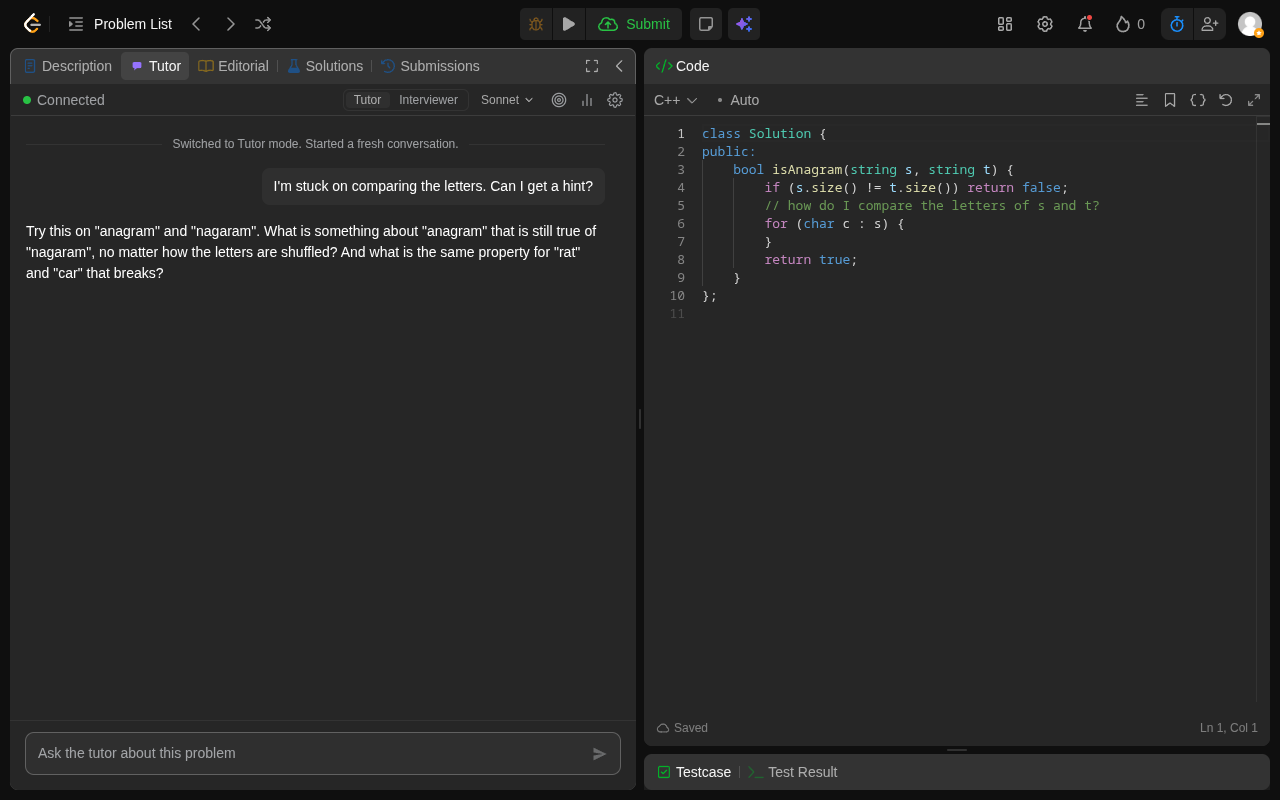 Problem List
Submit
0
Description
Tutor
Editorial
Solutions
Submissions
Connected
Tutor
Interviewer
Sonnet
Switched to Tutor mode. Started a fresh conversation.
I'm stuck on comparing the letters. Can I get a hint?
Try this on "anagram" and "nagaram". What is something about "anagram" that is still true of
"nagaram", no matter how the letters are shuffled? And what is the same property for "rat"
and "car" that breaks?
Ask the tutor about this problem
Code
C++
Auto
1 class Solution {
2 public:
3     bool isAnagram(string s, string t) {
4         if (s.size() != t.size()) return false;
5         // how do I compare the letters of s and t?
6         for (char c : s) {
7         }
8         return true;
9     }
10 };
11
Saved
Ln 1, Col 1
Testcase
Test Result